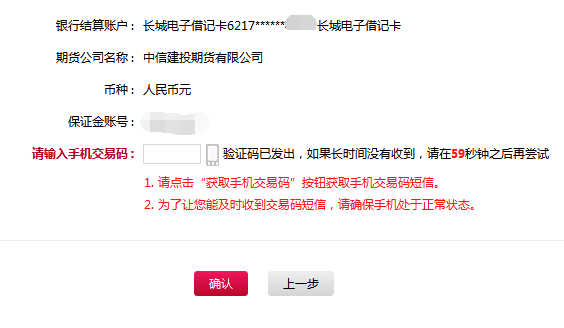 银行结算账户： 长城电子借记卡6217****** 长城电子借记卡
期货公司名称： 中信建投期货有限公司
币种： 人民币元
保证金账号：
请输入手机交易码： 验证码已发出，如果长时间没有收到，请在59秒钟之后再尝试
1. 请点击“获取手机交易码”按钮获取手机交易码短信。
2. 为了让您能及时收到交易码短信，请确保手机处于正常状态。
确认 上一步